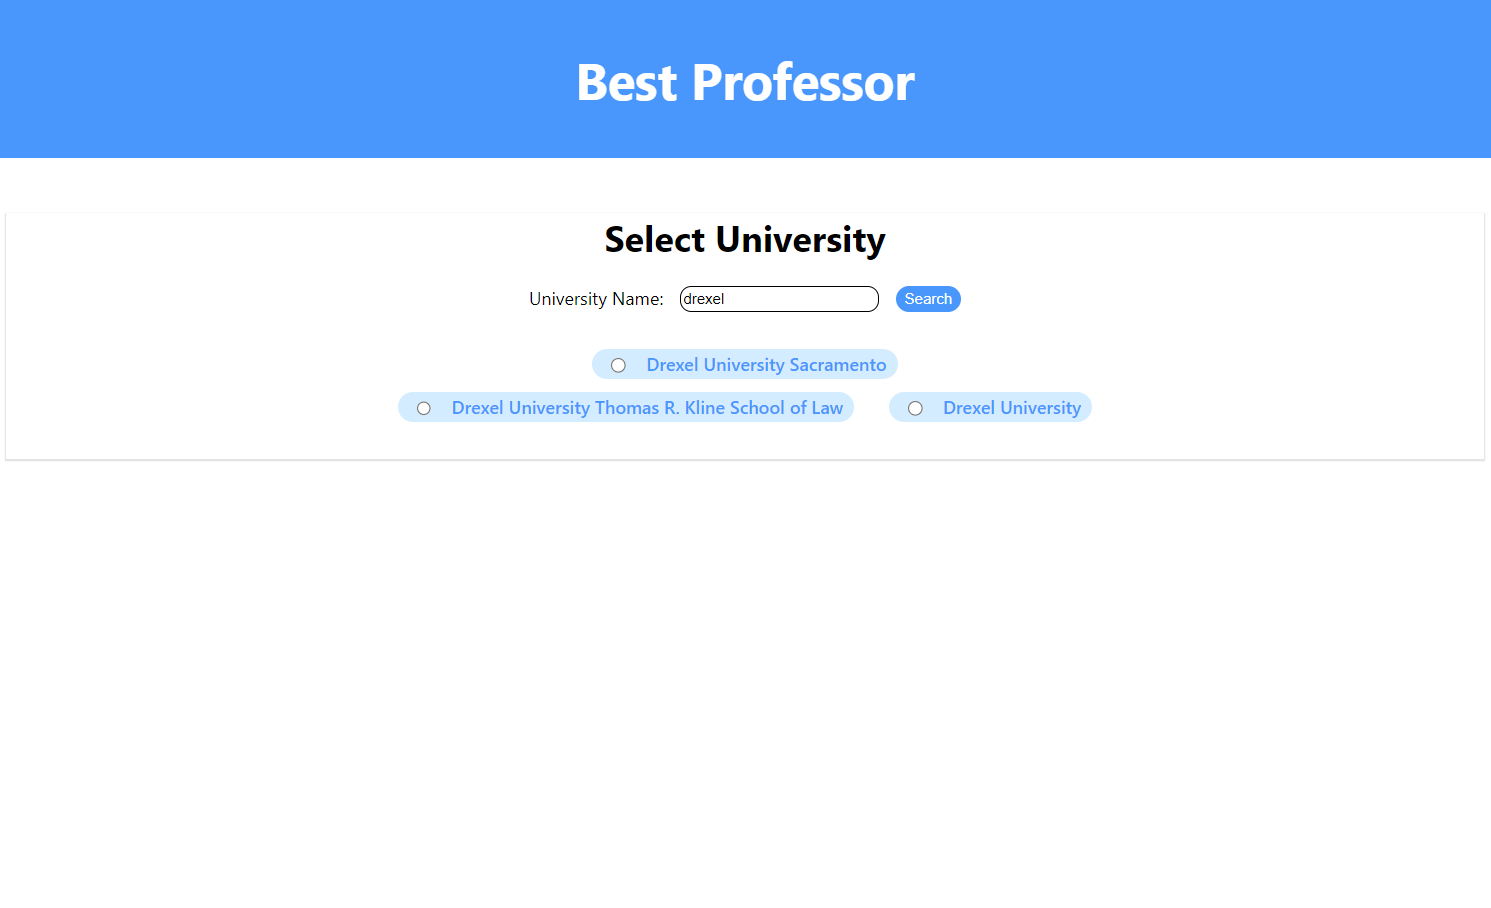 Best Professor
Select University
University Name: drexel Search
Drexel University Sacramento
Drexel University Thomas R. Kline School of Law Drexel University